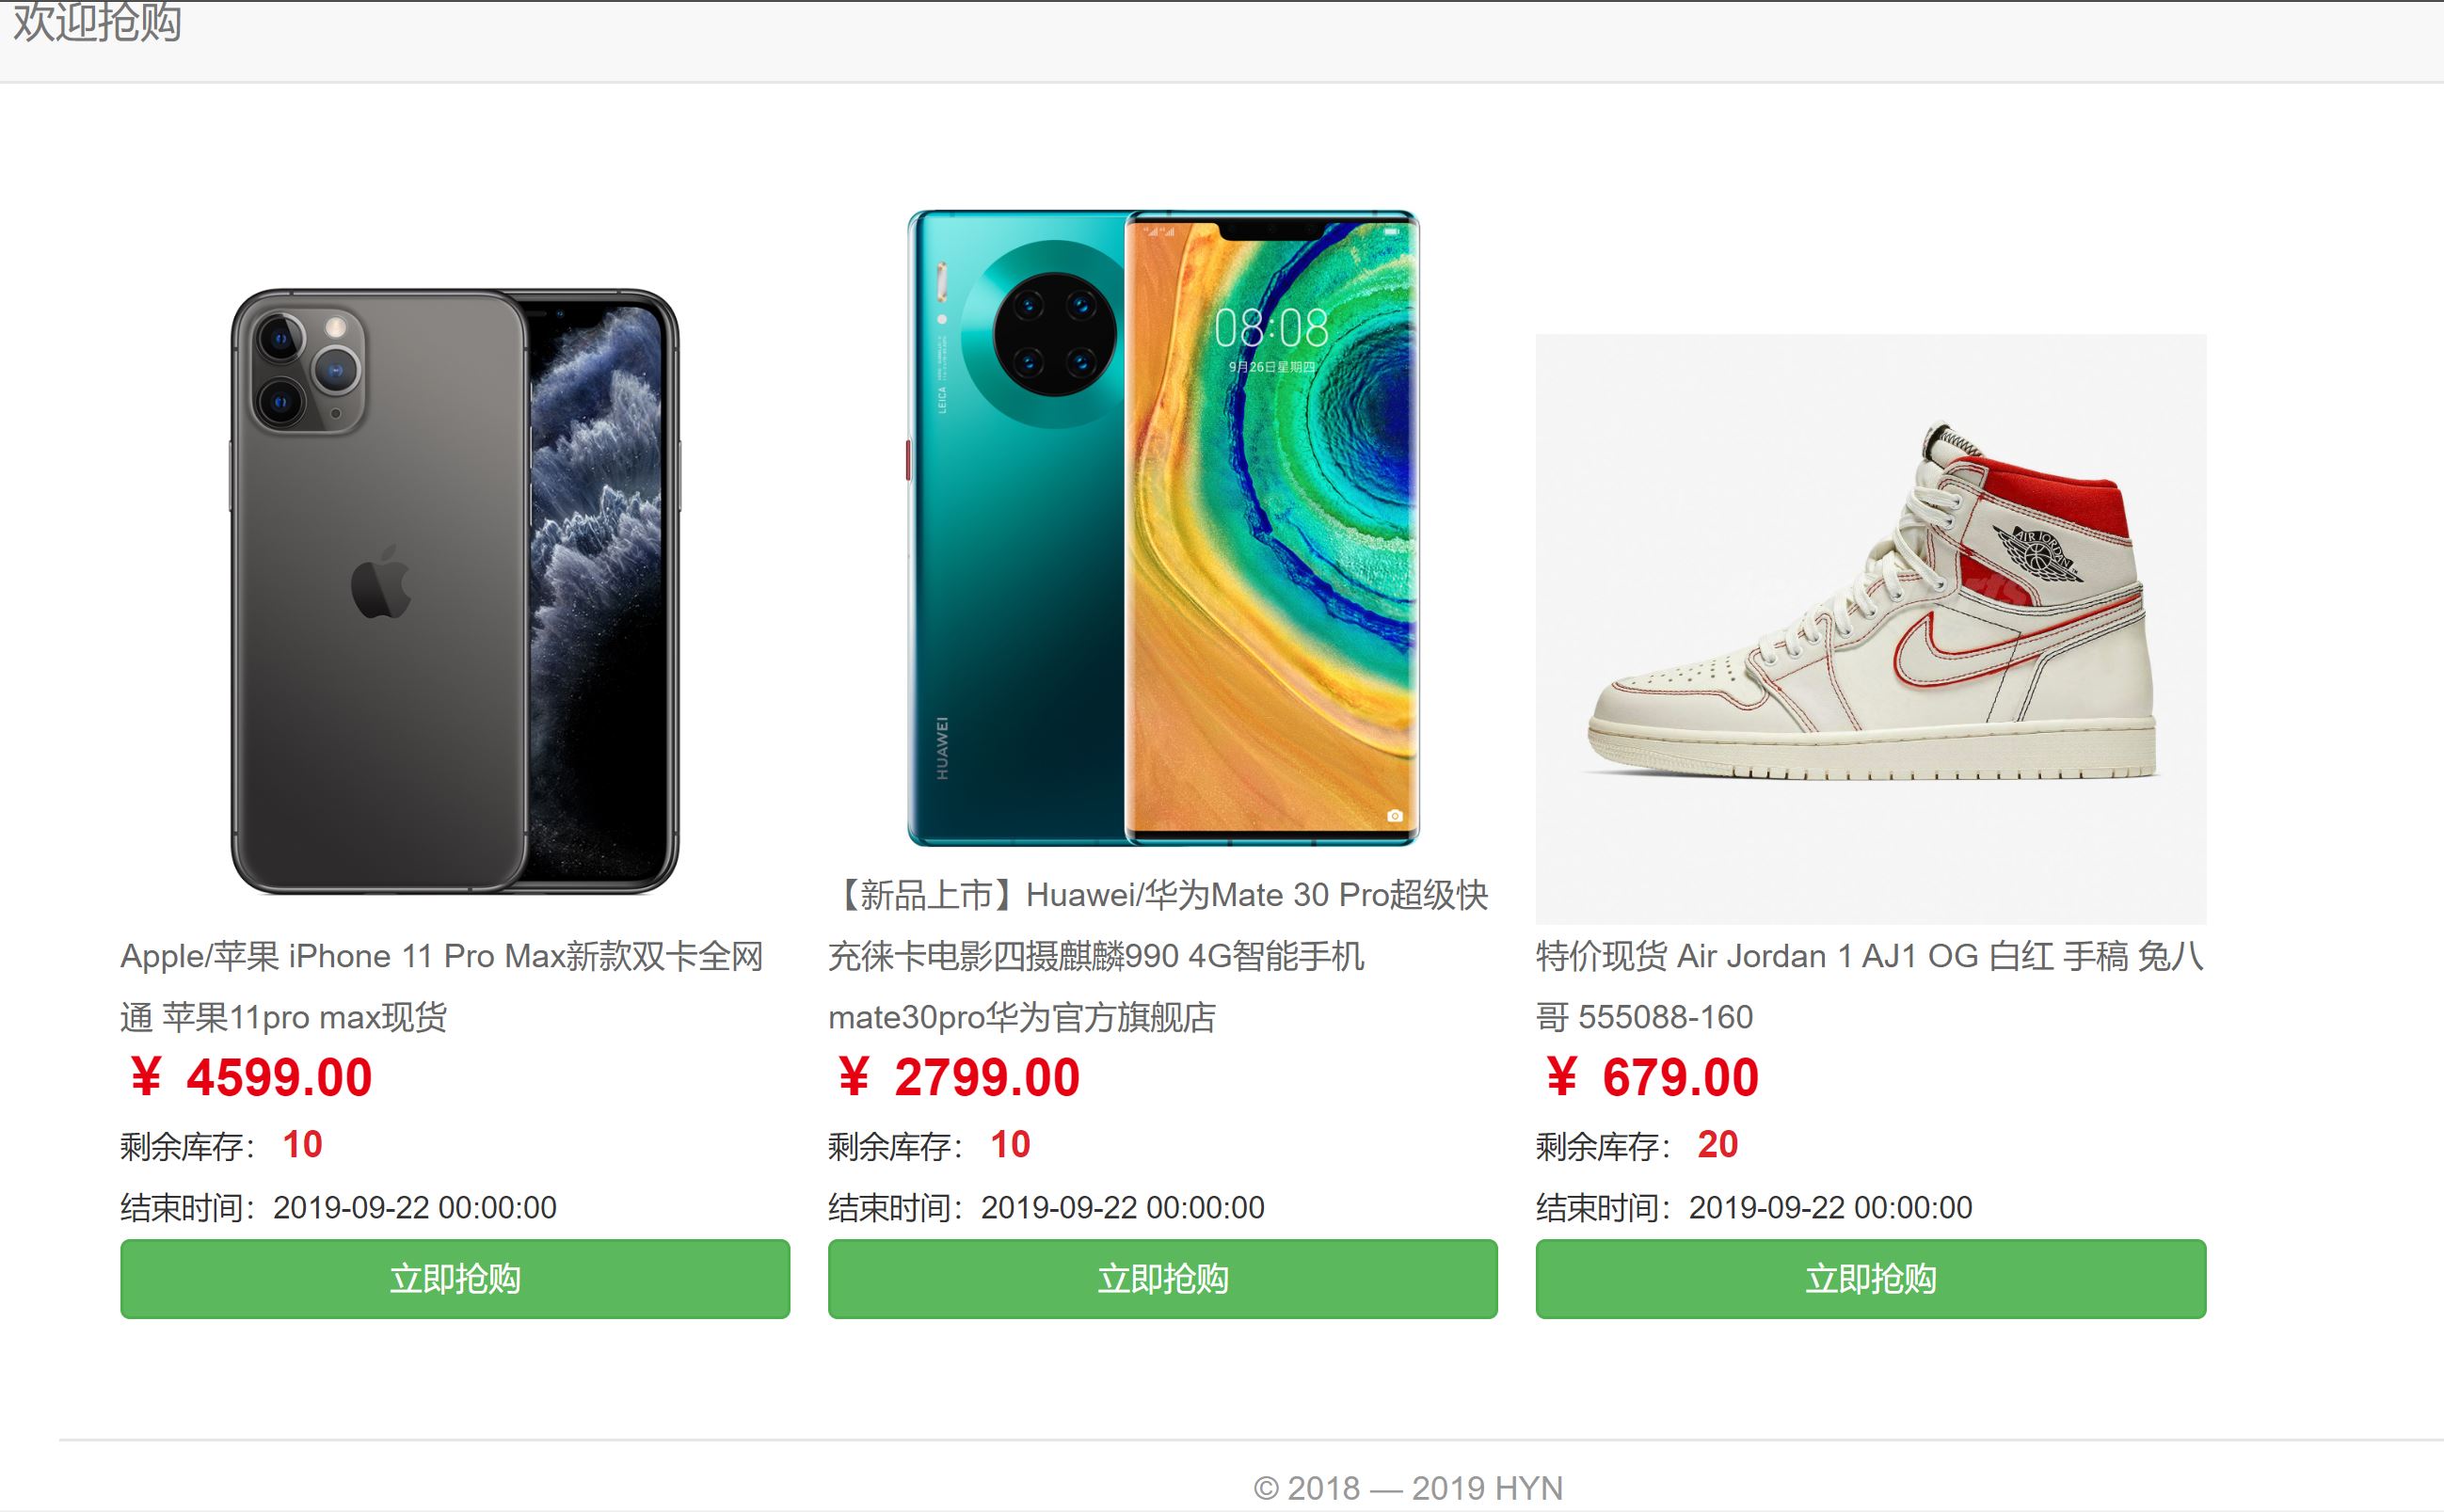 欢迎抢购
LEICA
HUAWEI
08:08
9月26日星期四
AIR JORDAN
Apple/苹果 iPhone 11 Pro Max新款双卡全网
通 苹果11pro max现货
¥ 4599.00
剩余库存： 10
结束时间：2019-09-22 00:00:00
立即抢购
【新品上市】Huawei/华为Mate 30 Pro超级快
充徕卡电影四摄麒麟990 4G智能手机
mate30pro华为官方旗舰店
¥ 2799.00
剩余库存： 10
结束时间：2019-09-22 00:00:00
立即抢购
特价现货 Air Jordan 1 AJ1 OG 白红 手稿 兔八
哥 555088-160
¥ 679.00
剩余库存： 20
结束时间：2019-09-22 00:00:00
立即抢购
© 2018 — 2019 HYN